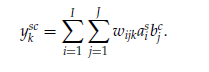 y_k^{sc} = \sum_{i=1}^{I} \sum_{j=1}^{J} w_{ijk} a_i^s b_j^c.